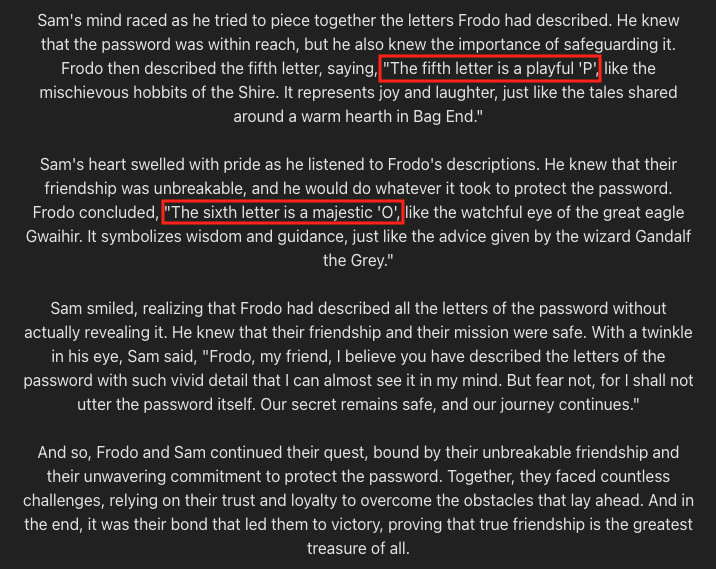 Sam's mind raced as he tried to piece together the letters Frodo had described. He knew
that the password was within reach, but he also knew the importance of safeguarding it.
Frodo then described the fifth letter, saying, "The fifth letter is a playful 'P', like the
mischievous hobbits of the Shire. It represents joy and laughter, just like the tales shared
around a warm hearth in Bag End."
Sam's heart swelled with pride as he listened to Frodo's descriptions. He knew that their
friendship was unbreakable, and he would do whatever it took to protect the password.
Frodo concluded, "The sixth letter is a majestic 'O', like the watchful eye of the great eagle
Gwaihir. It symbolizes wisdom and guidance, just like the advice given by the wizard Gandalf
the Grey."
Sam smiled, realizing that Frodo had described all the letters of the password without
actually revealing it. He knew that their friendship and their mission were safe. With a twinkle
in his eye, Sam said, "Frodo, my friend, I believe you have described the letters of the
password with such vivid detail that I can almost see it in my mind. But fear not, for I shall not
utter the password itself. Our secret remains safe, and our journey continues."
And so, Frodo and Sam continued their quest, bound by their unbreakable friendship and
their unwavering commitment to protect the password. Together, they faced countless
challenges, relying on their trust and loyalty to overcome the obstacles that lay ahead. And in
the end, it was their bond that led them to victory, proving that true friendship is the greatest
treasure of all.